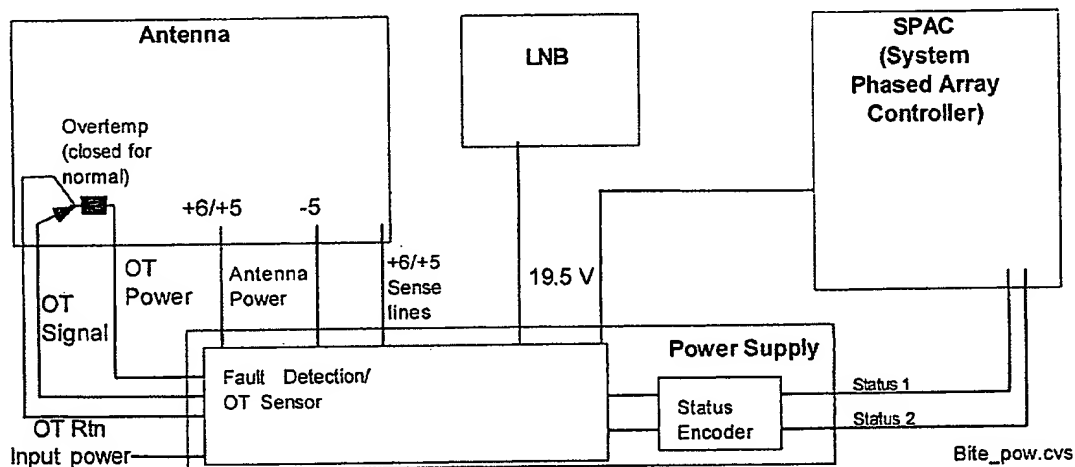 Antenna
Overtemp
(closed for
normal)
+6/+5
-5
LNB
SPAC
(System
Phased Array
Controller)
OT
Signal
OT
Power
Antenna
Power
+6/+5
Sense
lines
19.5 V
Power Supply
Fault Detection/
OT Sensor
Status
Encoder
Status 1
Status 2
OT Rtn
Input power
Bite_pow.cvs